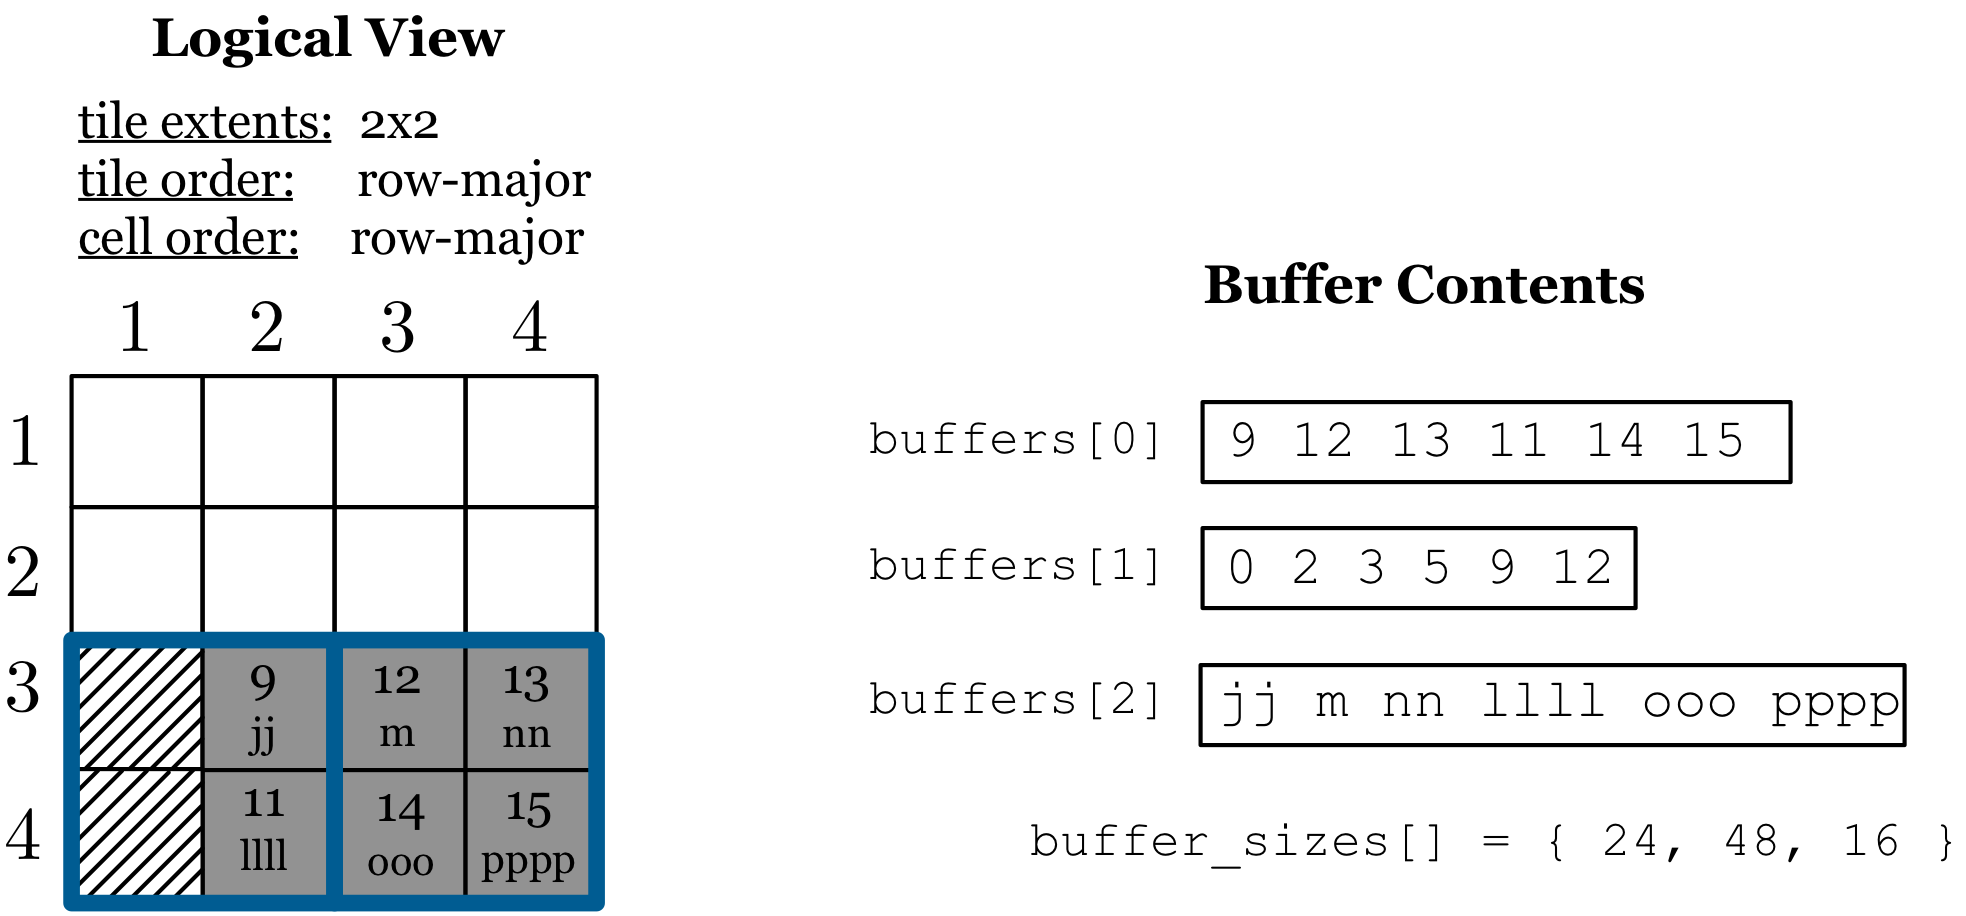 Logical View
tile extents: 2x2
tile order: row-major
cell order: row-major
1 2 3 4
1
2
3
4
9
jj
12
m
13
nn
11
llll
14
ooo
15
pppp
Buffer Contents
buffers[0] 9 12 13 11 14 15
buffers[1] 0 2 3 5 9 12
buffers[2] jj m nn llll ooo pppp
buffer_sizes[] = { 24, 48, 16 }